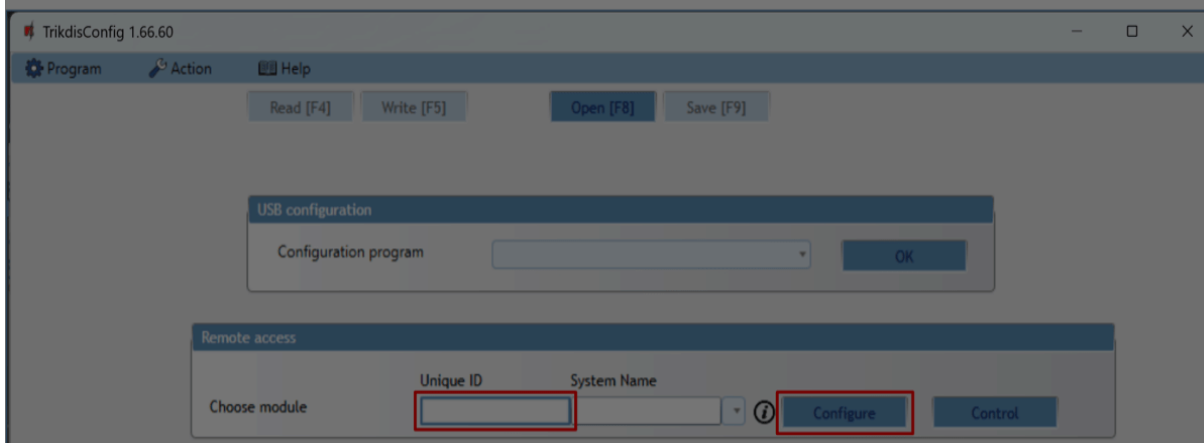 TrikdisConfig 1.66.60
Program Action Help
Read [F4] Write [F5] Open [F8] Save [F9]
USB configuration
Configuration program OK
Remote access
Unique ID System Name
Choose module i Configure Control